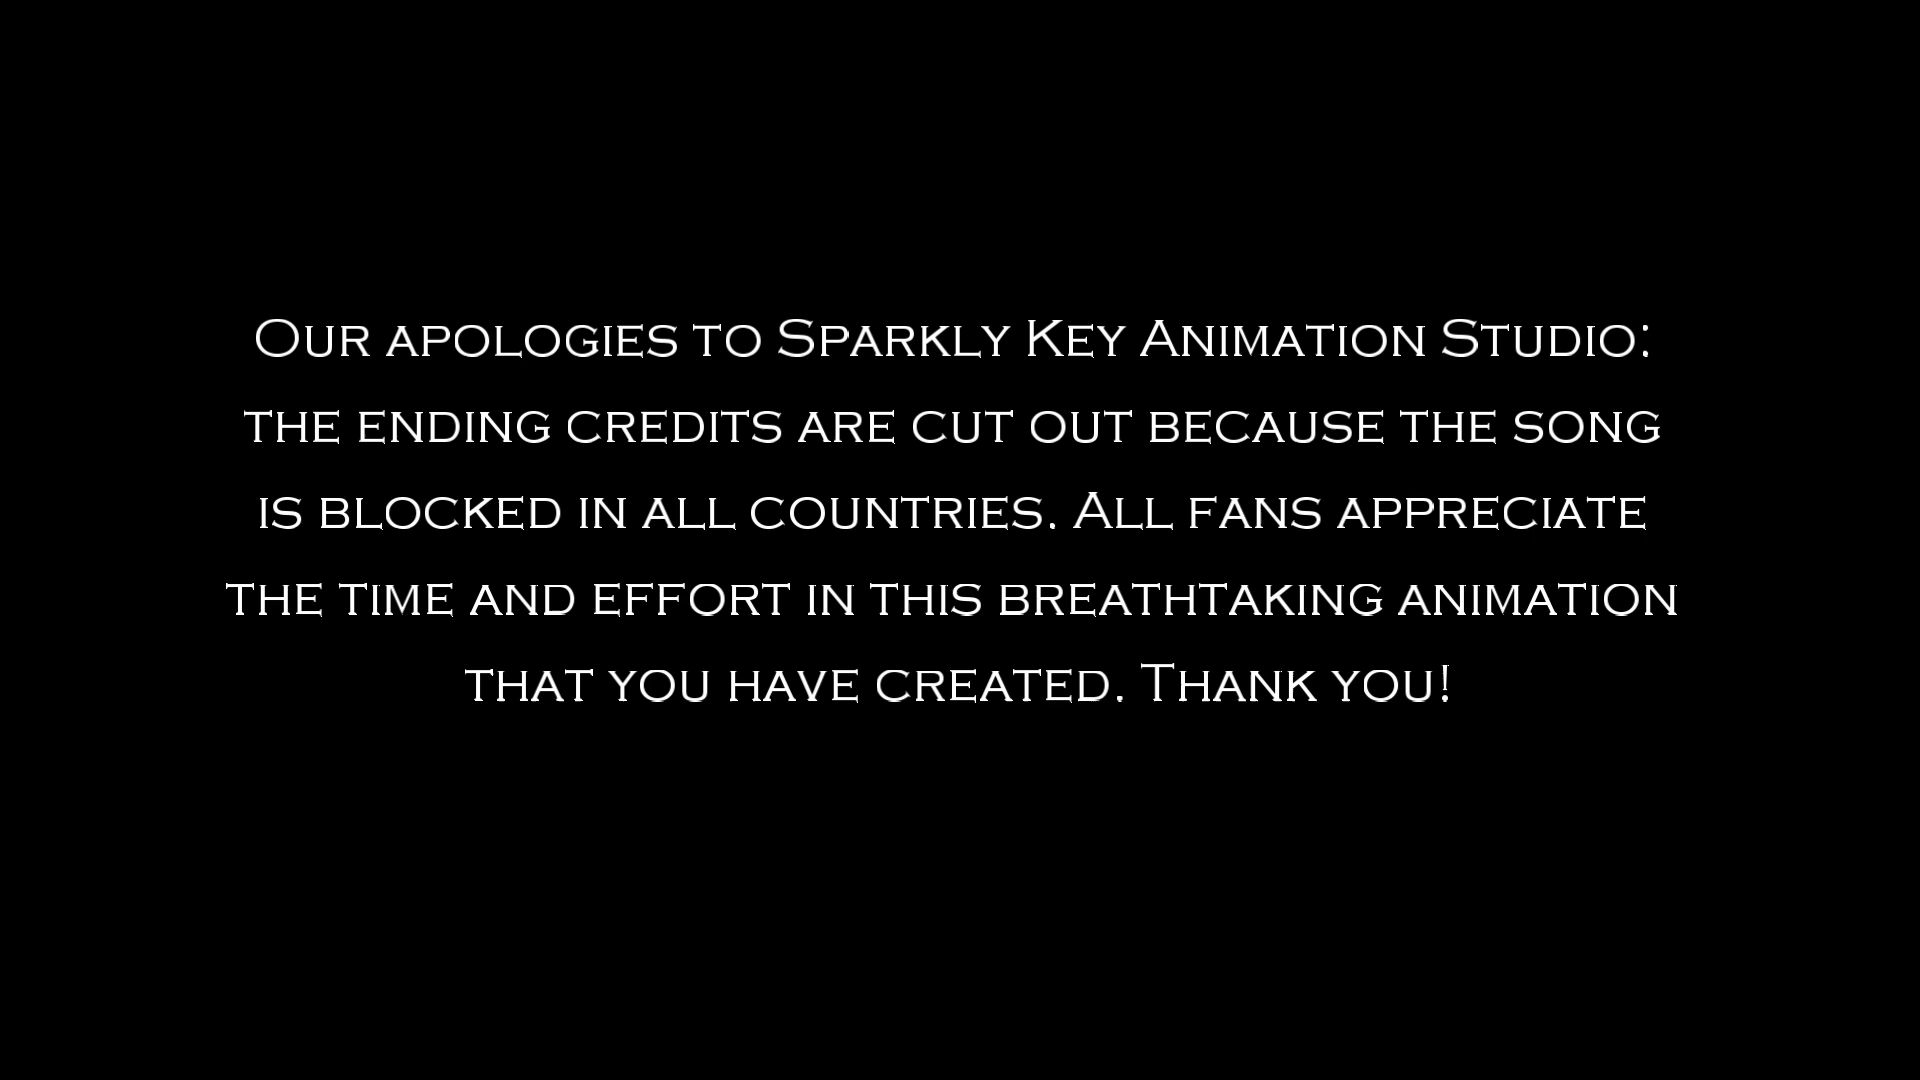 Our apologies to Sparkly Key Animation Studio:
the ending credits are cut out because the song
is blocked in all countries. All fans appreciate
the time and effort in this breathtaking animation
that you have created. Thank you!